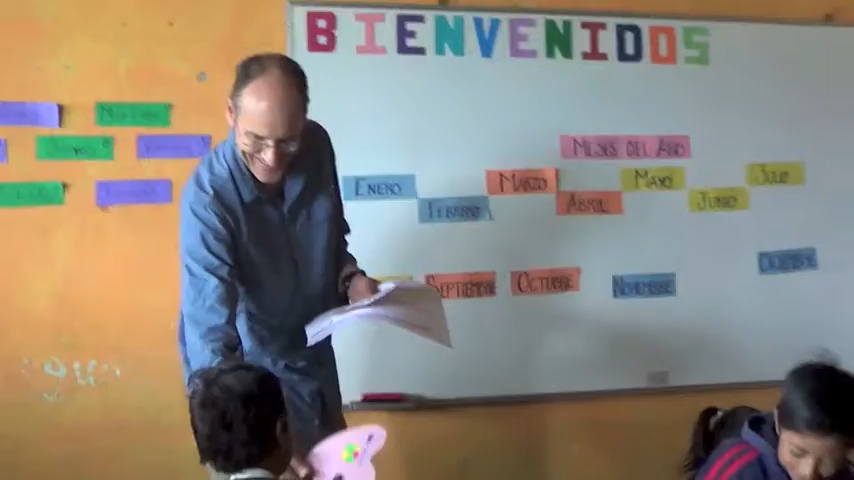 BIENVENIDOS
MESES DEL AÑO
ENERO
FEBRERO
MARZO
ABRIL
MAYO
JUNIO
JULIO
SEPTIEMBRE
OCTUBRE
NOVIEMBRE
DICIEMBRE